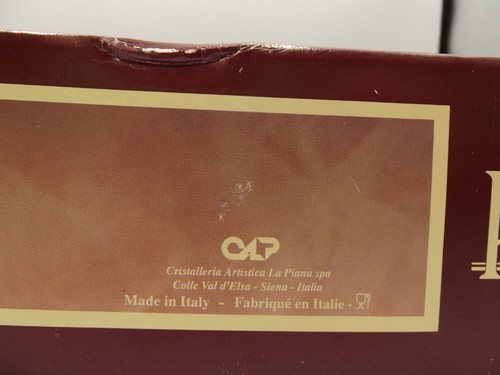 CALP
Cristalleria Artistica La Piana spa
Colle Val d'Elsa - Siena - Italia
Made in Italy - Fabriqué en Italie -